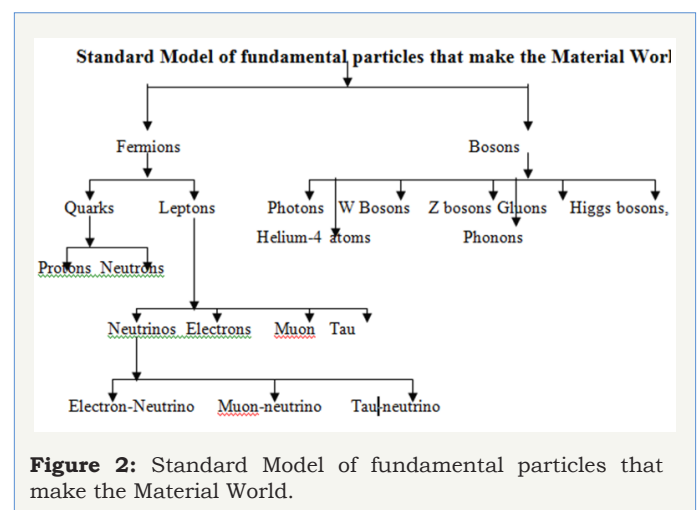 Standard Model of fundamental particles that make the Material Worl
Fermions Bosons
Quarks Leptons Photons W Bosons Z bosons Gluons Higgs bosons,
Helium-4 atoms Phonons
Protons Neutrons
Neutrinos Electrons Muon Tau
Electron-Neutrino Muon-neutrino Tau-neutrino
Figure 2: Standard Model of fundamental particles that
make the Material World.